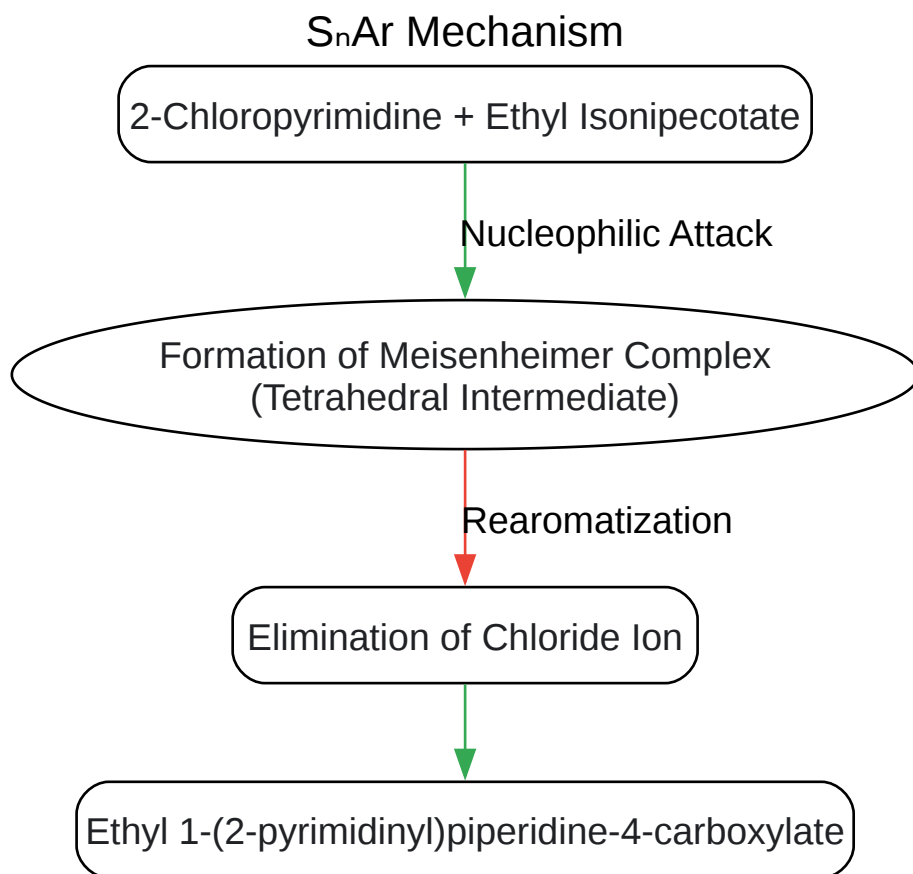 SₙAr Mechanism
2-Chloropyrimidine + Ethyl Isonipecotate
Nucleophilic Attack
Formation of Meisenheimer Complex
(Tetrahedral Intermediate)
Rearomatization
Elimination of Chloride Ion
Ethyl 1-(2-pyrimidinyl)piperidine-4-carboxylate